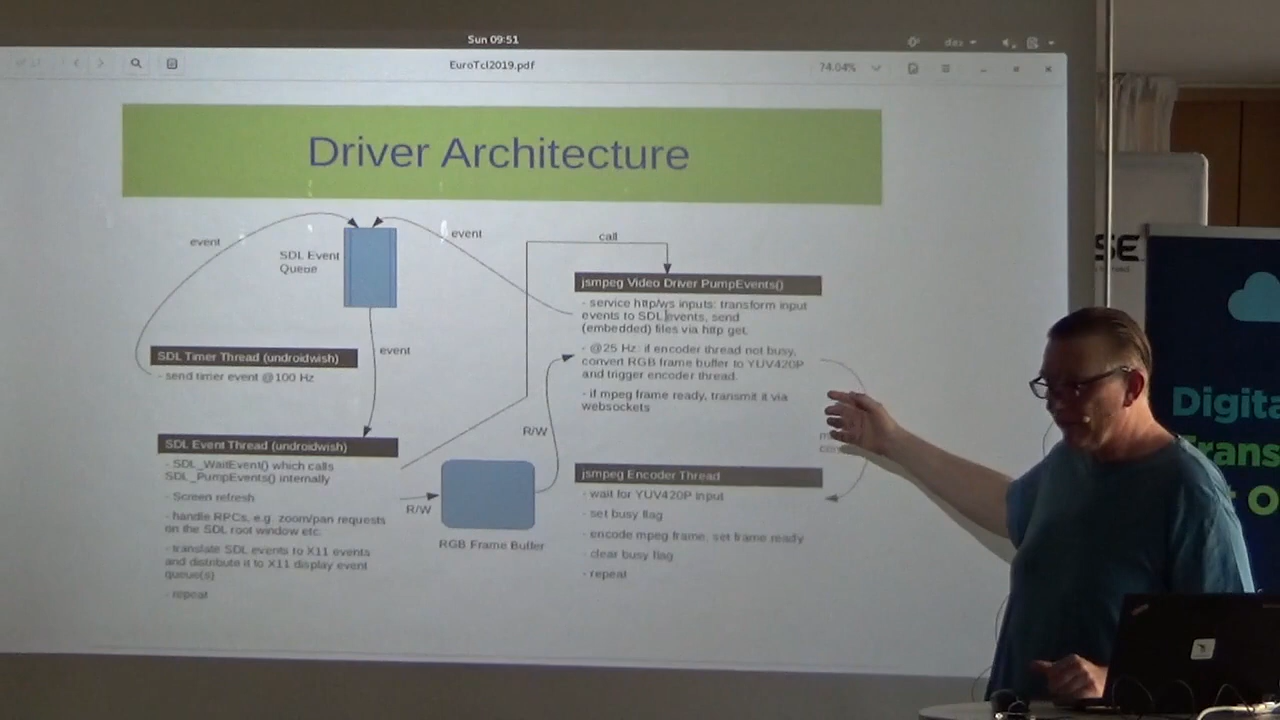 Sun 09:51
EuroTcl2019.pdf
74.04%
Driver Architecture
event
event
call
SDL Event
Queue
event
SDL Timer Thread (undroidwish)
- send timer event @100 Hz
SDL Event Thread (undroidwish)
- SDL_WaitEvent() which calls
SDL_PumpEvents() internally
- Screen refresh
- handle RPCs, e.g. zoom/pan requests
on the SDL root window etc.
- translate SDL events to X11 events
and distribute it to X11 display event
queue(s)
- repeat
R/W
R/W
RGB Frame Buffer
jsmpeg Video Driver PumpEvents()
- service http/ws inputs: transform input
events to SDL events, send
(embedded) files via http get.
- @25 Hz: if encoder thread not busy,
convert RGB frame buffer to YUV420P
and trigger encoder thread.
- if mpeg frame ready, transmit it via
websockets
jsmpeg Encoder Thread
- wait for YUV420P input
- set busy flag
- encode mpeg frame, set frame ready
- clear busy flag
- repeat
SE
Digita
rans
t O